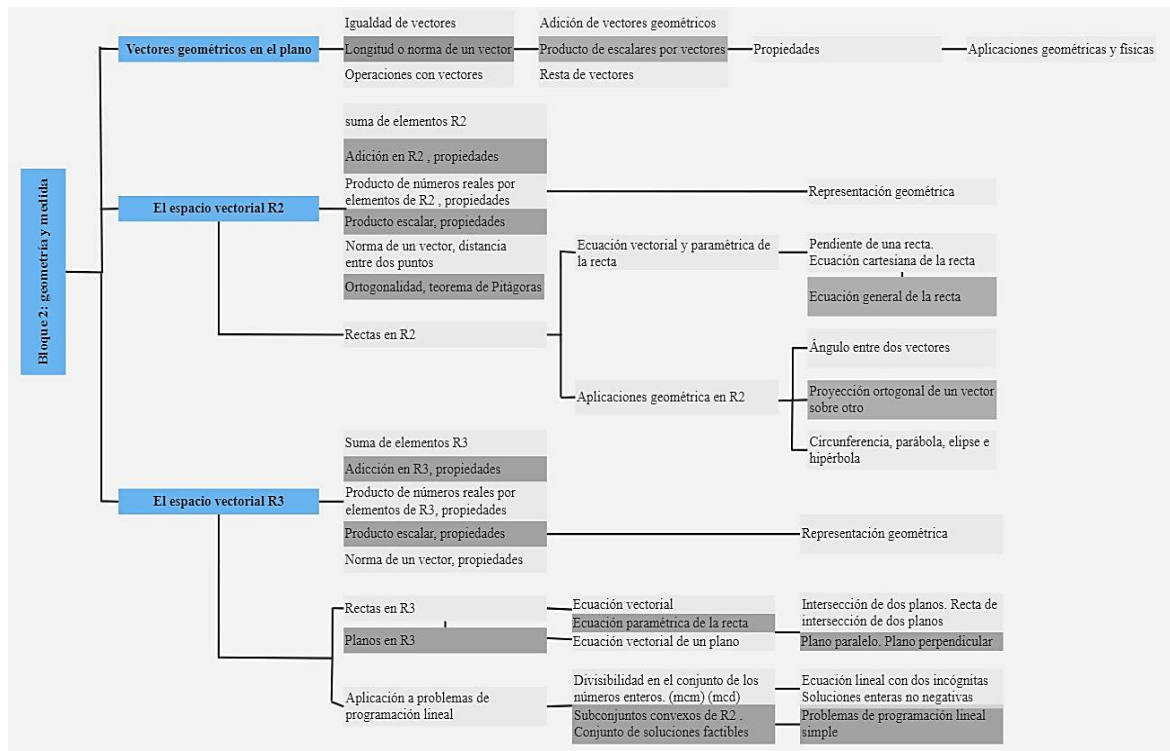 Bloque 2: geometría y medida
Vectores geométricos en el plano
Igualdad de vectores
Longitud o norma de un vector
Operaciones con vectores
Adición de vectores geométricos
Producto de escalares por vectores
Resta de vectores
Propiedades
Aplicaciones geométricas y físicas
El espacio vectorial R2
suma de elementos R2
Adición en R2 , propiedades
Producto de números reales por
elementos de R2 , propiedades
Producto escalar, propiedades
Norma de un vector, distancia
entre dos puntos
Ortogonalidad, teorema de Pitágoras
Representación geométrica
Rectas en R2
Ecuación vectorial y paramétrica de
la recta
Pendiente de una recta.
Ecuación cartesiana de la recta
Ecuación general de la recta
Aplicaciones geométrica en R2
Ángulo entre dos vectores
Proyección ortogonal de un vector
sobre otro
Circunferencia, parábola, elipse e
hipérbola
El espacio vectorial R3
Suma de elementos R3
Adicción en R3, propiedades
Producto de números reales por
elementos de R3, propiedades
Producto escalar, propiedades
Norma de un vector, propiedades
Representación geométrica
Rectas en R3
Planos en R3
Ecuación vectorial
Ecuación paramétrica de la recta
Ecuación vectorial de un plano
Intersección de dos planos. Recta de
intersección de dos planos
Plano paralelo. Plano perpendicular
Aplicación a problemas de
programación lineal
Divisibilidad en el conjunto de los
números enteros. (mcm) (mcd)
Subconjuntos convexos de R2 .
Conjunto de soluciones factibles
Ecuación lineal con dos incógnitas
Soluciones enteras no negativas
Problemas de programación lineal
simple